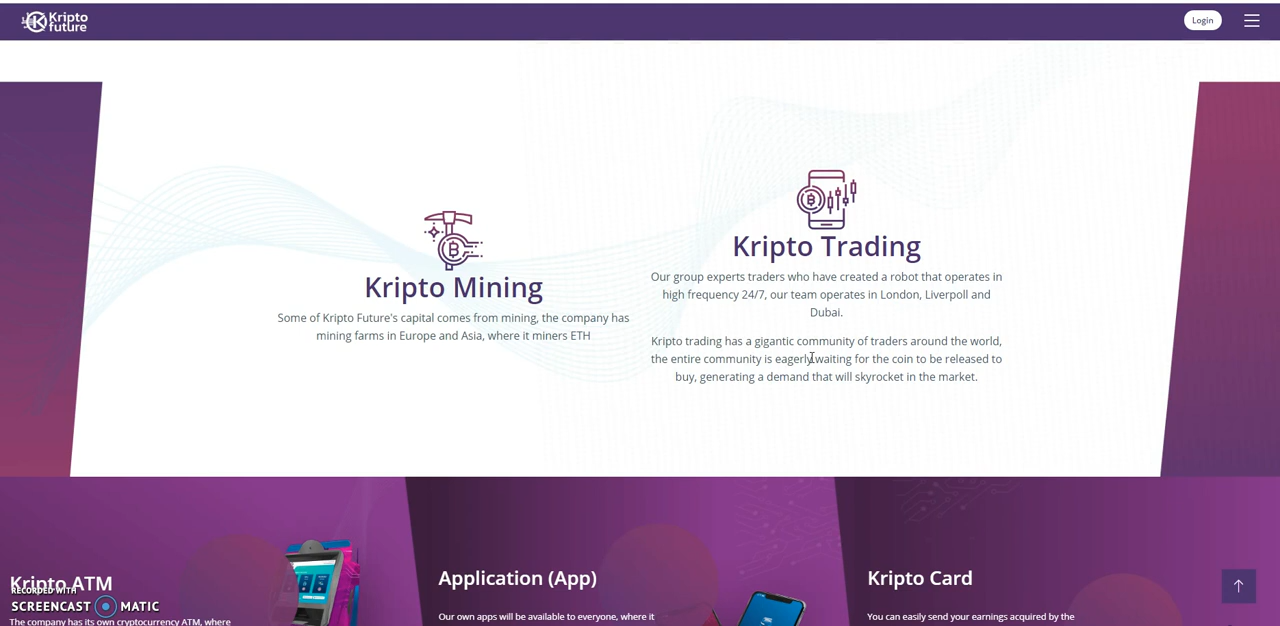 Kripto
future
Login
Kripto Mining
Some of Kripto Future's capital comes from mining, the company has
mining farms in Europe and Asia, where it miners ETH
Kripto Trading
Our group experts traders who have created a robot that operates in
high frequency 24/7, our team operates in London, Liverpoll and
Dubai.
Kripto trading has a gigantic community of traders around the world,
the entire community is eagerly waiting for the coin to be released to
buy, generating a demand that will skyrocket in the market.
Kripto ATM
RECORDED WITH
SCREENCAST MATIC
The company has its own cryptocurrency ATM, where
Application (App)
Our own apps will be available to everyone, where it
Kripto Card
You can easily send your earnings acquired by the